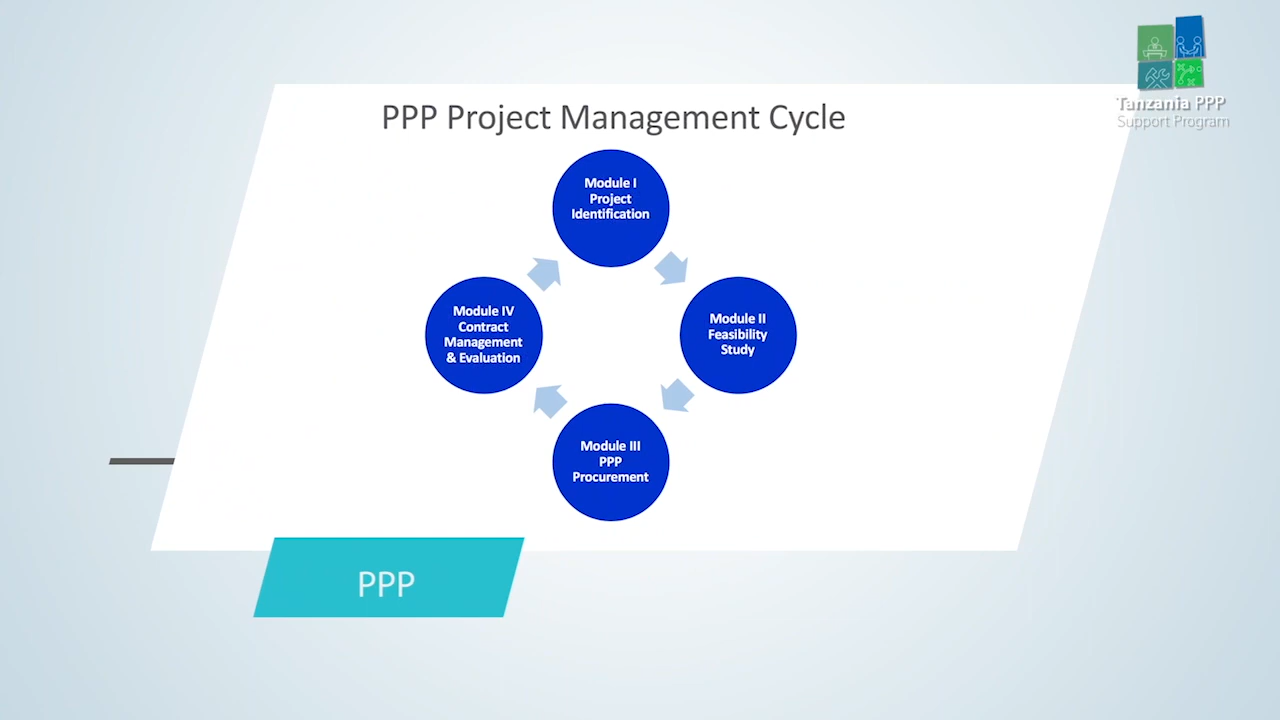 Tanzania PPP
Support Program
PPP Project Management Cycle
Module I
Project
Identification
Module II
Feasibility
Study
Module III
PPP
Procurement
Module IV
Contract
Management
& Evaluation
PPP